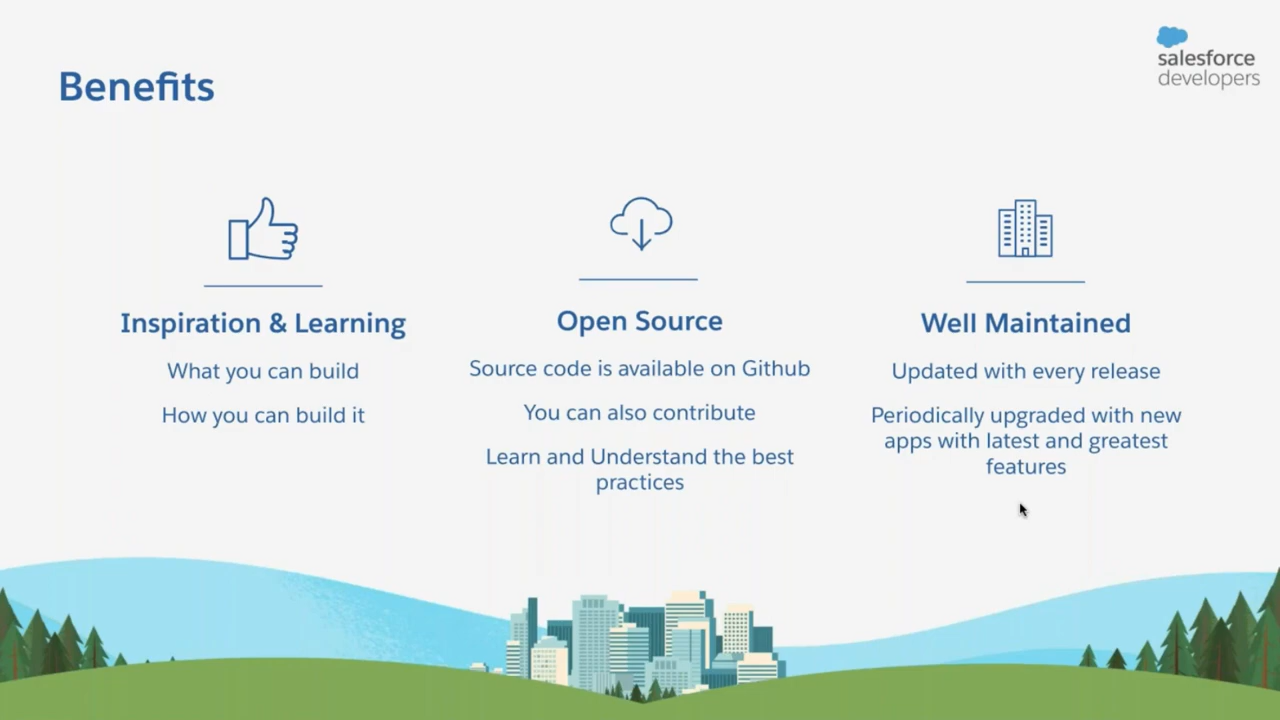 Benefits
salesforce
developers
Inspiration & Learning
What you can build
How you can build it
Open Source
Source code is available on Github
You can also contribute
Learn and Understand the best
practices
Well Maintained
Updated with every release
Periodically upgraded with new
apps with latest and greatest
features